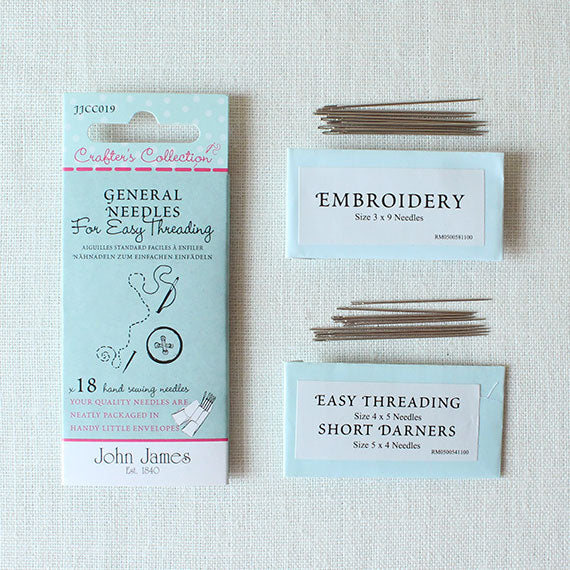 JJCC019
Crafter's Collection
GENERAL
NEEDLES
For Easy Threading
AIGUILLES STANDARD FACILES À ENFILER
NÄHNADELN ZUM EINFACHEN EINFÄDELN
x 18 hand sewing needles
YOUR QUALITY NEEDLES ARE
NEATLY PACKAGED IN
HANDY LITTLE ENVELOPES
John James
Est. 1840
EMBROIDERY
Size 3 x 9 Needles
RM0500581100
EASY THREADING
Size 4 x 5 Needles
SHORT DARNERS
Size 5 x 4 Needles
RM0500541100